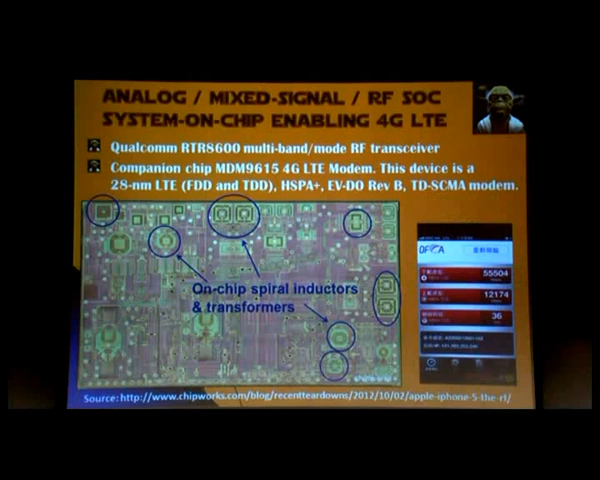 ANALOG / MIXED-SIGNAL / RF SOC
SYSTEM-ON-CHIP ENABLING 4G LTE
Qualcomm RTR8600 multi-band/mode RF transceiver
Companion chip MDM9615 4G LTE Modem. This device is a
28-nm LTE (FDD and TDD), HSPA+, EV-DO Rev B, TD-SCMA modem.
On-chip spiral inductors
& transformers
OFCA
55504
12174
36
Source: http://www.chipworks.com/blog/recentteardowns/2012/10/02/apple-iphone-5-the-rf/